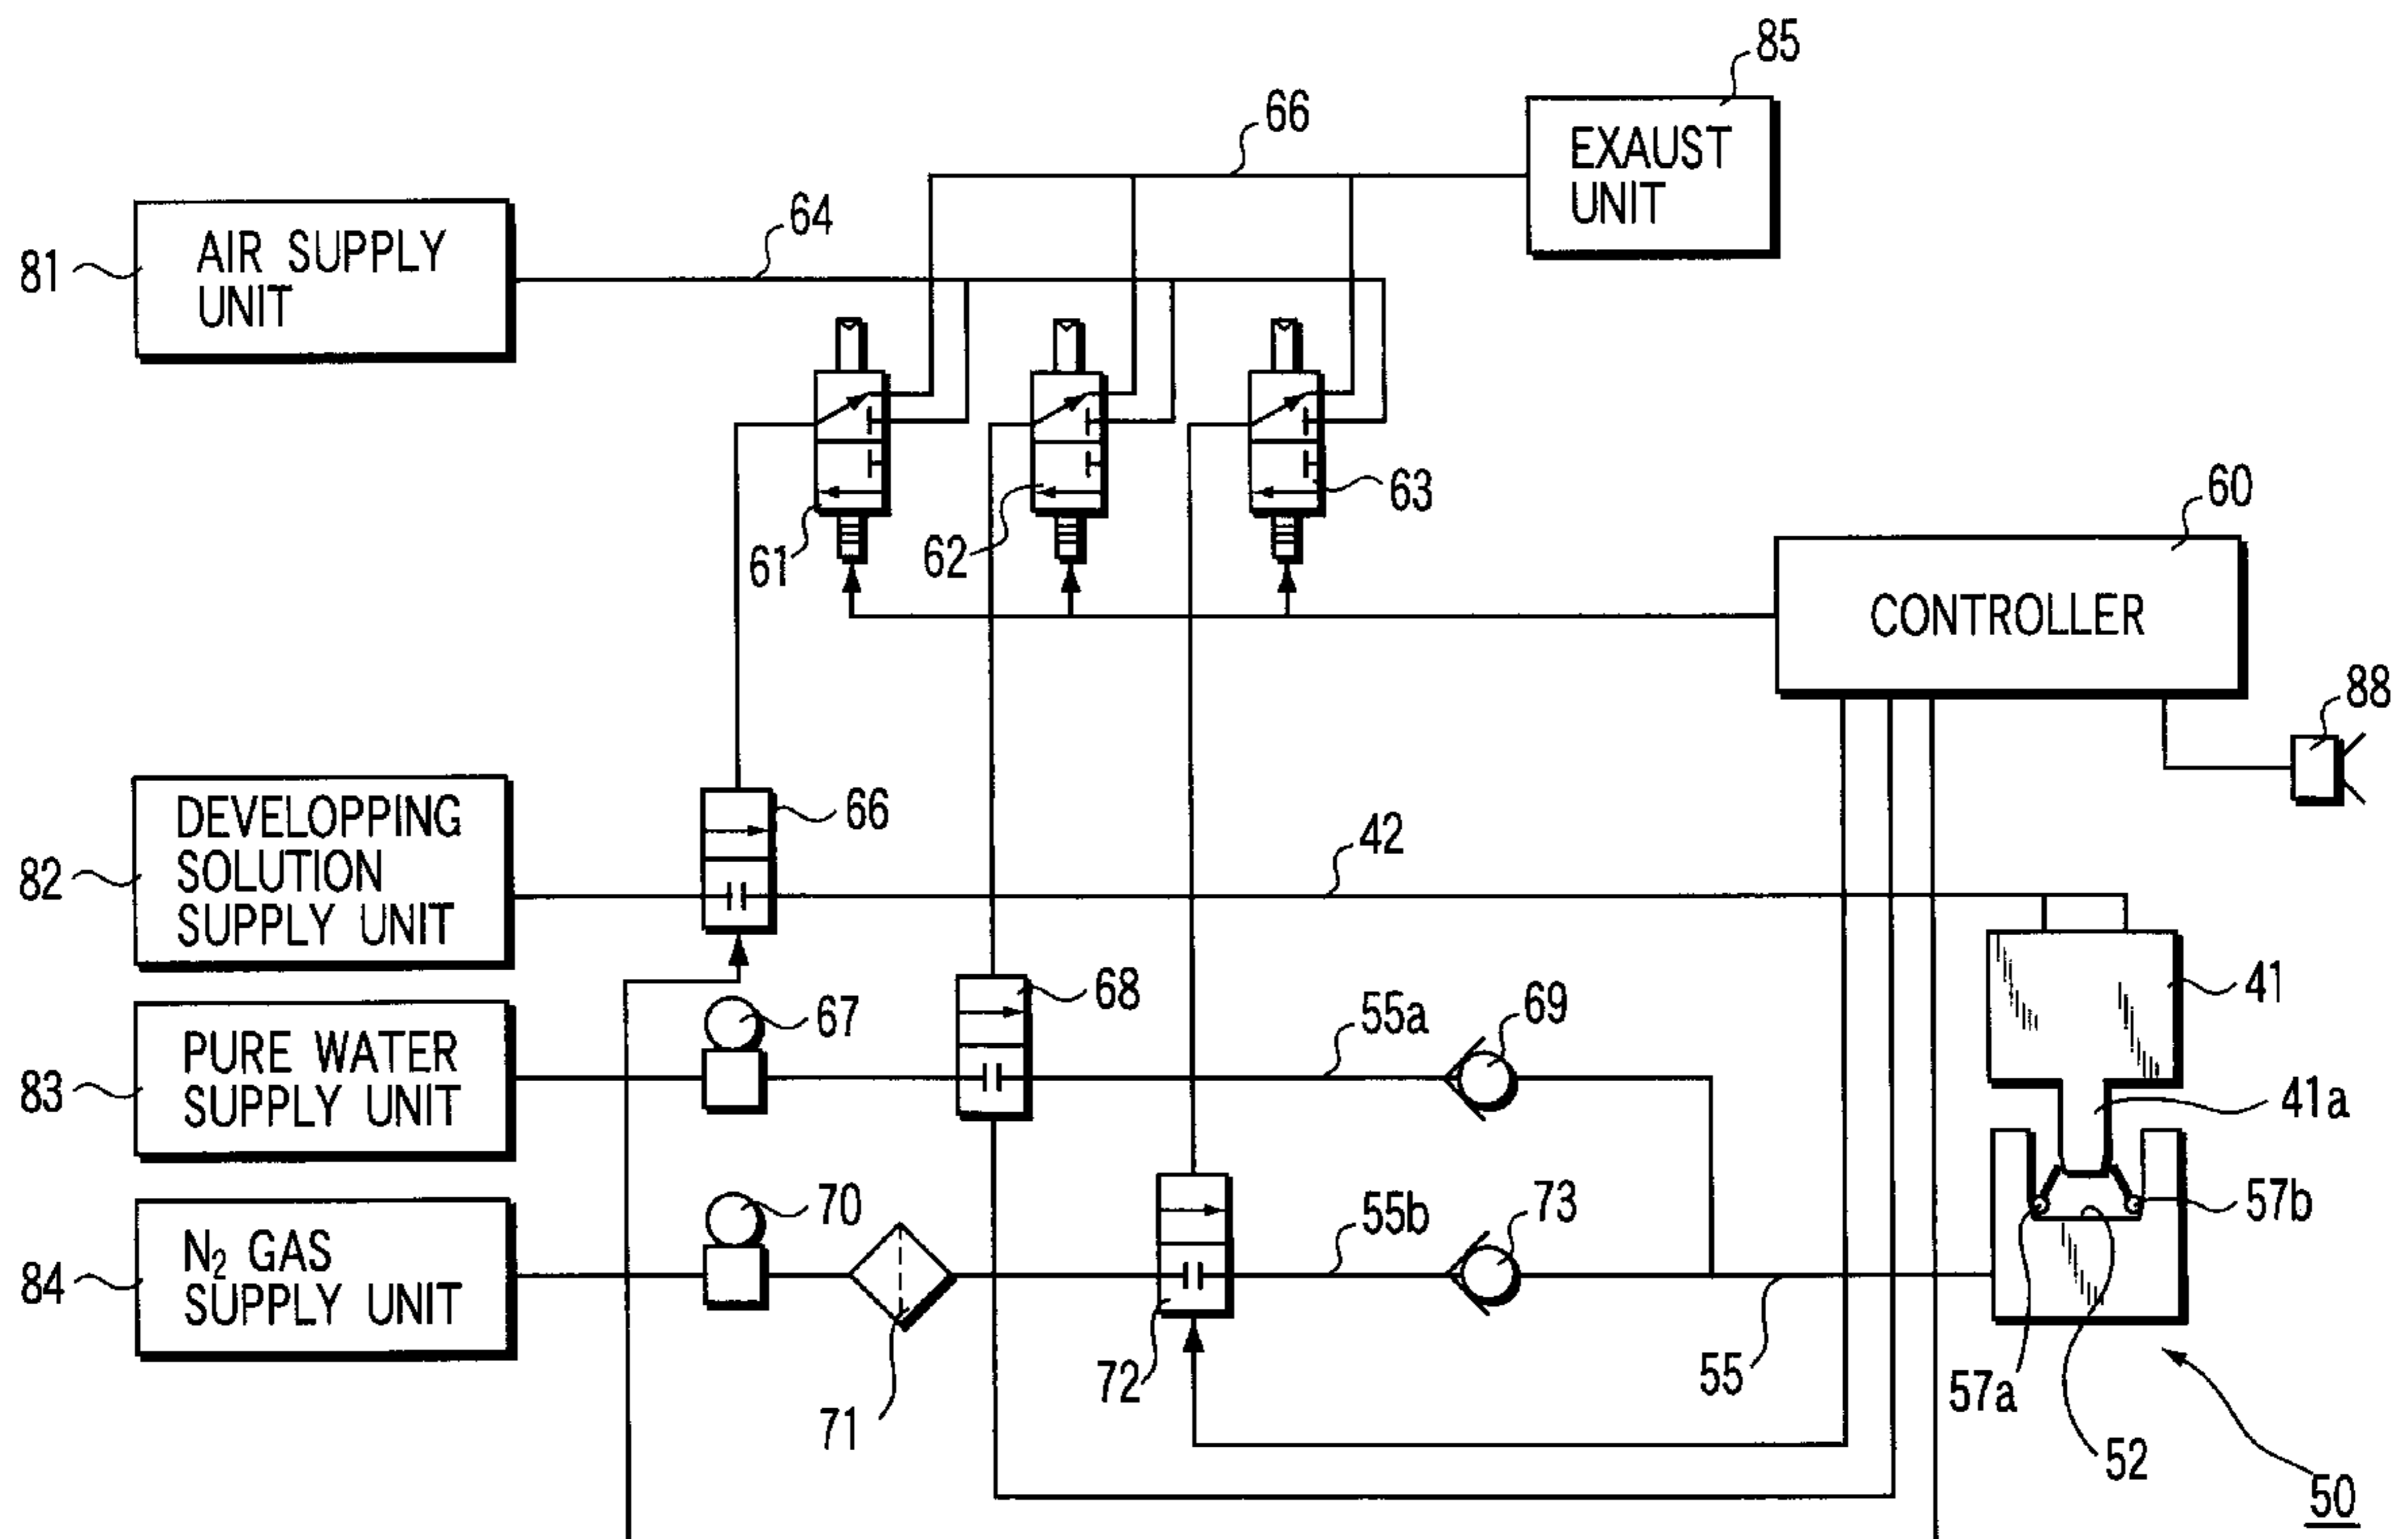 85
66
EXAUST
UNIT
64
AIR SUPPLY
UNIT
81
61
62
63
60
CONTROLLER
88
66
DEVELOPPING
SOLUTION
SUPPLY UNIT
82
42
41
68
67
55a
69
PURE WATER
SUPPLY UNIT
83
41a
70
55b
73
57b
N2 GAS
SUPPLY UNIT
84
71
72
55
57a
52
50